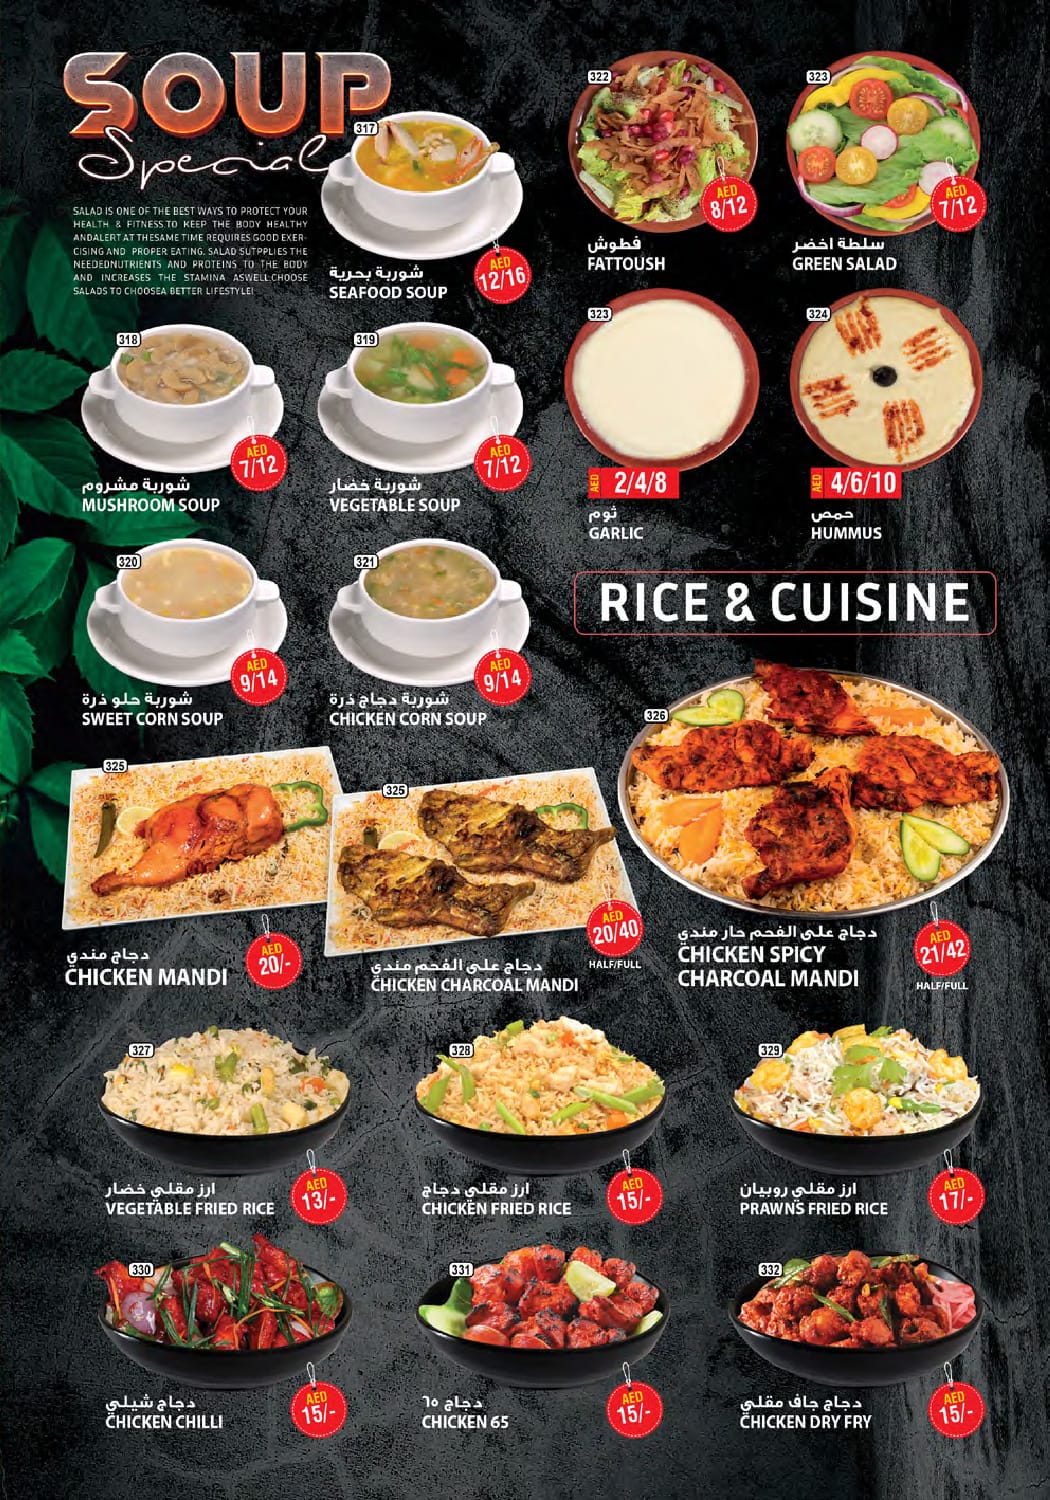 SOUP
Special
SALAD IS ONE OF THE BEST WAYS TO PROTECT YOUR
HEALTH & FITNESS.TO KEEP THE BODY HEALTHY
ANDALERT AT THESAME TIME REQUIRES GOOD EXER-
CISING AND PROPER EATING. SALAD SUTPPLIES THE
NEEDEDNUTRIENTS AND PROTEINS TO THE BODY
AND INCREASES THE STAMINA ASWELL.CHOOSE
SALADS TO CHOOSEA BETTER LIFESTYLE!
317
AED
12/16
شوربة بحرية
SEAFOOD SOUP
318
AED
7/12
شوربة مشروم
MUSHROOM SOUP
319
AED
7/12
شوربة خضار
VEGETABLE SOUP
320
AED
9/14
شوربة حلو ذرة
SWEET CORN SOUP
321
AED
9/14
شوربة دجاج ذرة
CHICKEN CORN SOUP
322
AED
8/12
فطوش
FATTOUSH
323
AED
7/12
سلطة اخضر
GREEN SALAD
323
AED 2/4/8
ثوم
GARLIC
324
AED 4/6/10
حمص
HUMMUS
RICE & CUISINE
325
دجاج مندي
CHICKEN MANDI
AED
20/-
325
AED
20/40
HALF/FULL
دجاج على الفحم مندي
CHICKEN CHARCOAL MANDI
326
دجاج على الفحم حار مندي
CHICKEN SPICY
CHARCOAL MANDI
AED
21/42
HALF/FULL
327
ارز مقلي خضار
VEGETABLE FRIED RICE
AED
13/-
328
ارز مقلي دجاج
CHICKEN FRIED RICE
AED
15/-
329
ارز مقلي روبيان
PRAWNS FRIED RICE
AED
17/-
330
دجاج شيلي
CHICKEN CHILLI
AED
15/-
331
دجاج ٦٥
CHICKEN 65
AED
15/-
332
دجاج جاف مقلي
CHICKEN DRY FRY
AED
15/-